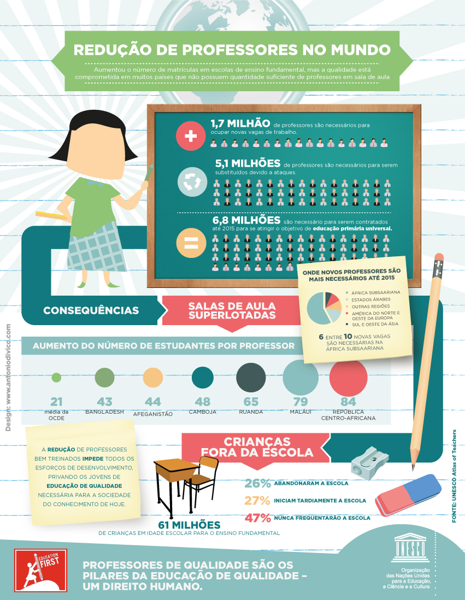 REDUÇÃO DE PROFESSORES NO MUNDO
Aumentou o número de matrículas em escolas de ensino fundamental, mas a qualidade está
comprometida em muitos países que não possuem quantidade suficiente de professores em sala de aula
1,7 MILHÃO de professores são necessários para
ocupar novas vagas de trabalho.
5,1 MILHÕES de professores são necessários para serem
substituídos devido a ataques.
6,8 MILHÕES são necessário para serem contratados
até 2015 para se atingir o objetivo de educação primária universal.
ONDE NOVOS PROFESSORES SÃO
MAIS NECESSÁRIOS ATÉ 2015
ÁFRICA SUBSAARIANA
ESTADOS ÁRABES
OUTRAS REGIÕES
AMÉRICA DO NORTE E
OESTE DA EUROPA
SUL E OESTE DA ÁSIA
6 ENTRE 10 NOVAS VAGAS
SÃO NECESSÁRIAS NA
ÁFRICA SUBSAARIANA
CONSEQUÊNCIAS
SALAS DE AULA
SUPERLOTADAS
AUMENTO DO NÚMERO DE ESTUDANTES POR PROFESSOR
21 43 44 48 65 79 84
média da
OCDE
BANGLADESH
AFEGANISTÃO
CAMBOJA
RUANDA
MALAUÍ
REPÚBLICA
CENTRO-AFRICANA
A REDUÇÃO DE PROFESSORES
BEM TREINADOS IMPEDE TODOS OS
ESFORÇOS DE DESENVOLVIMENTO,
PRIVANDO OS JOVENS DE
EDUCAÇÃO DE QUALIDADE
NECESSÁRIA PARA A SOCIEDADE
DO CONHECIMENTO DE HOJE.
CRIANÇAS
FORA DA ESCOLA
26% ABANDONARAM A ESCOLA
27% INICIAM TARDIAMENTE A ESCOLA
47% NUNCA FREQUENTARÃO A ESCOLA
61 MILHÕES
DE CRIANÇAS EM IDADE ESCOLAR PARA O ENSINO FUNDAMENTAL
Design: www.antoniodivico.com
FONTE: UNESCO Atlas of Teachers
EDUCATION
FIRST
PROFESSORES DE QUALIDADE SÃO OS
PILARES DA EDUCAÇÃO DE QUALIDADE –
UM DIREITO HUMANO.
Organização
das Nações Unidas
para a Educação,
a Ciência e a Cultura